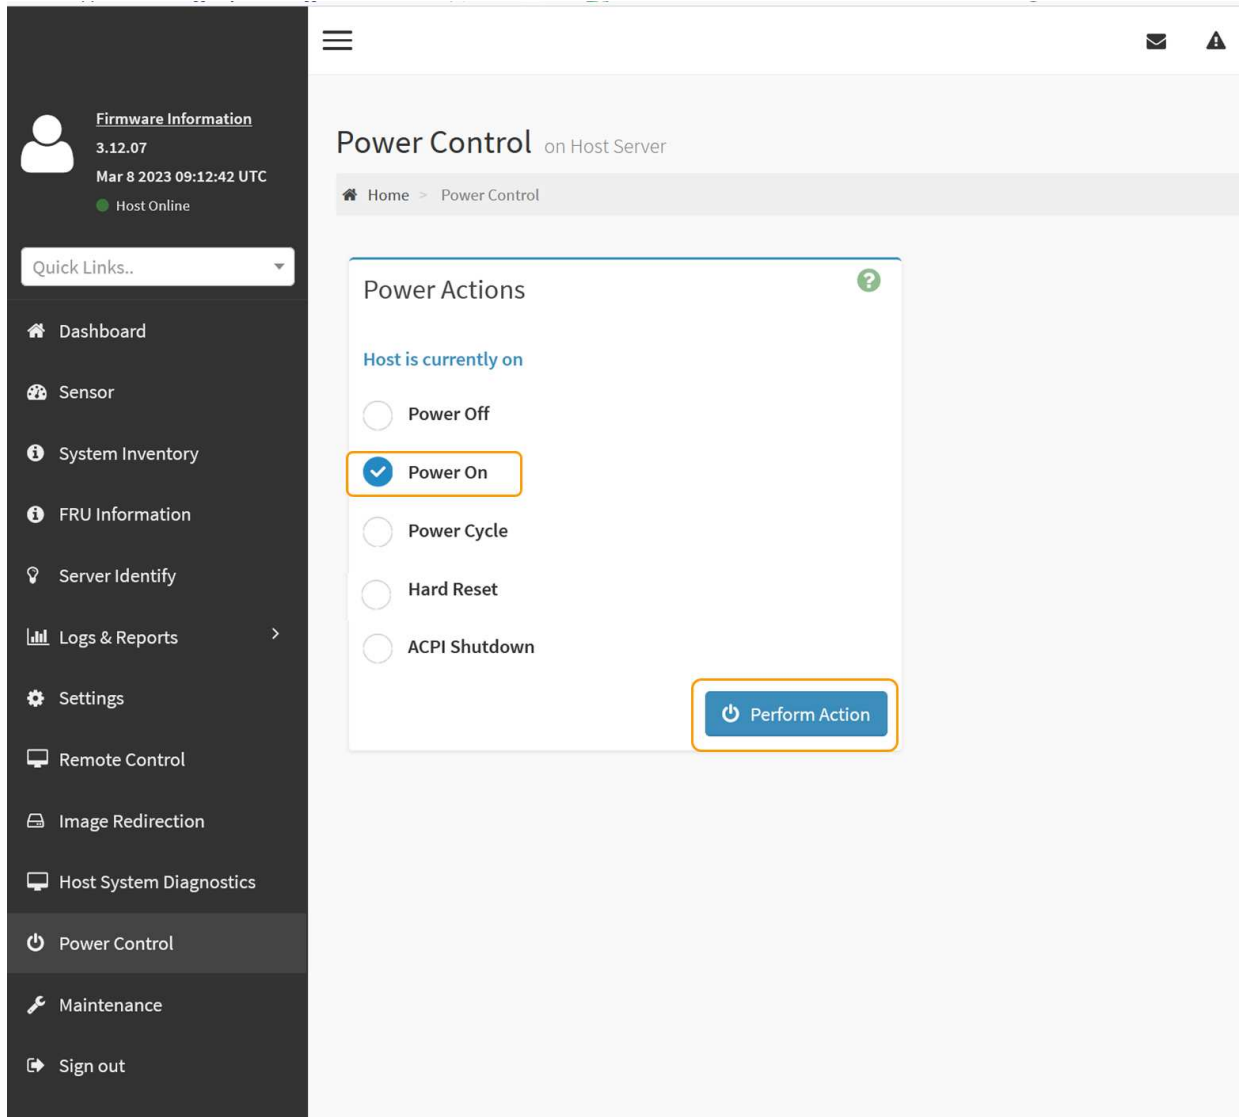 Firmware Information
3.12.07
Mar 8 2023 09:12:42 UTC
Host Online
Quick Links..
Dashboard
Sensor
System Inventory
FRU Information
Server Identify
Logs & Reports
Settings
Remote Control
Image Redirection
Host System Diagnostics
Power Control
Maintenance
Sign out
Power Control on Host Server
Home > Power Control
Power Actions
Host is currently on
Power Off
Power On
Power Cycle
Hard Reset
ACPI Shutdown
Perform Action